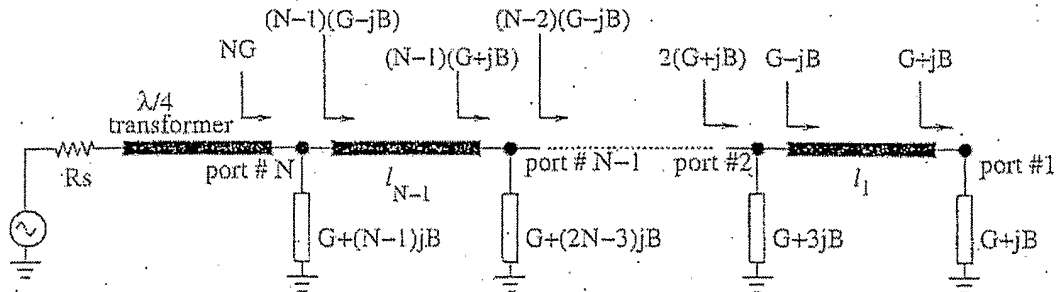 (N–1)(G–jB)
(N–2)(G–jB)
NG
(N–1)(G+jB)
2(G+jB)
G–jB
G+jB
λ/4
transformer
Rs
port # N
l_{N–1}
port # N–1
port #2
l_1
port #1
G+(N–1)jB
G+(2N–3)jB
G+3jB
G+jB